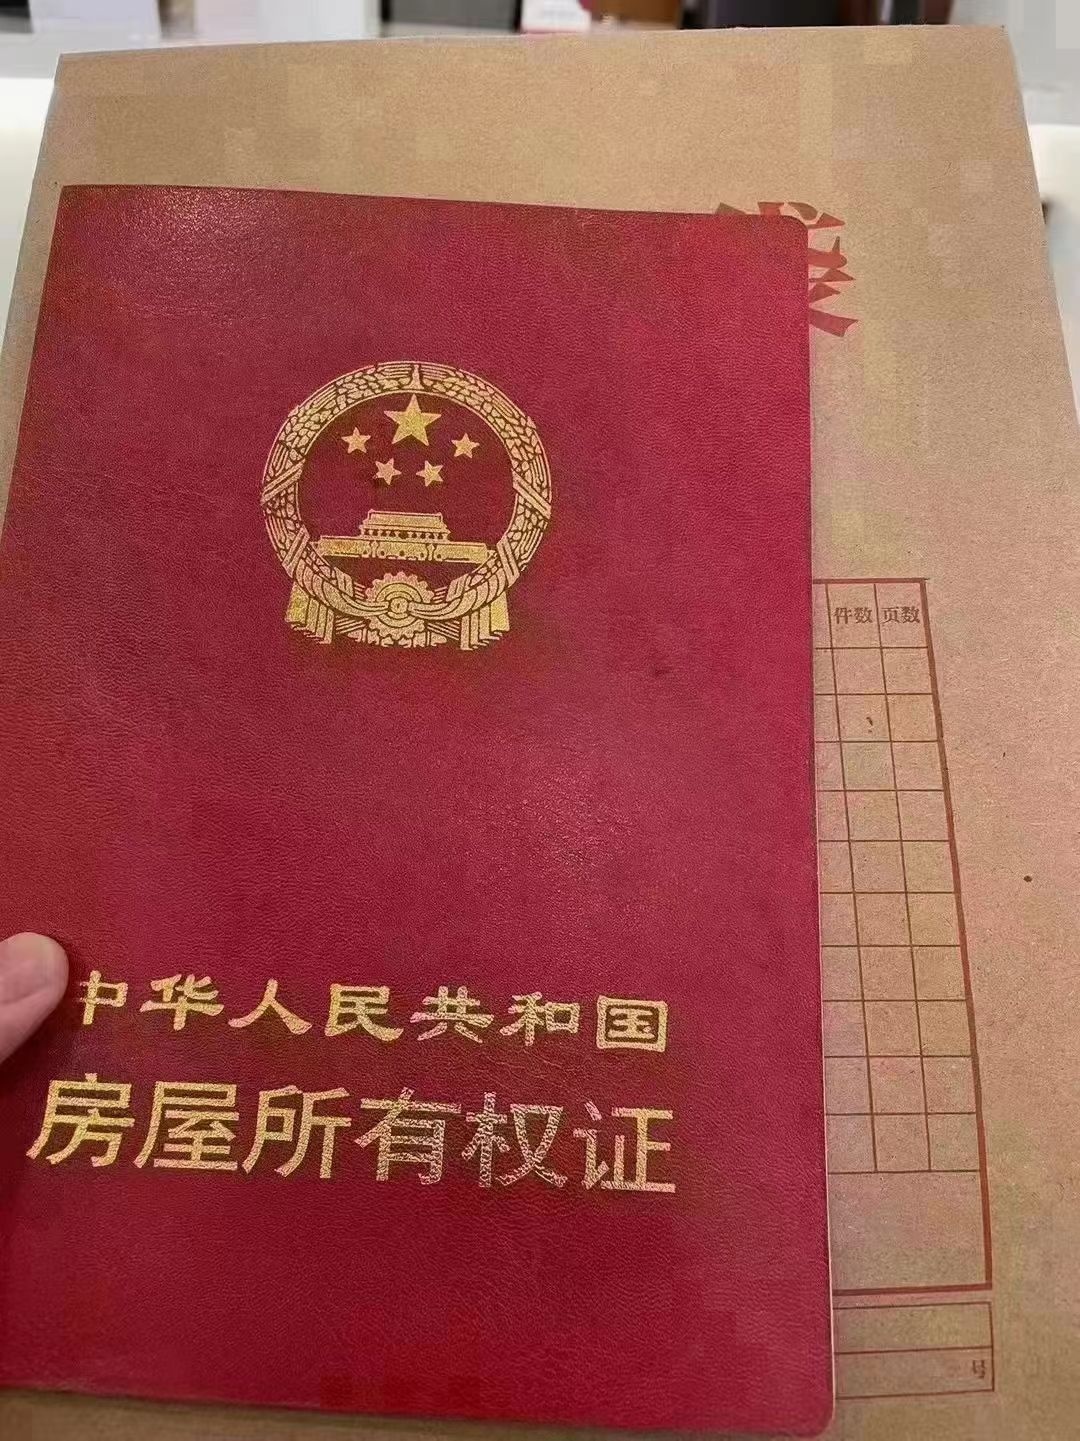 件数 页数
中华人民共和国
房屋所有权证
号